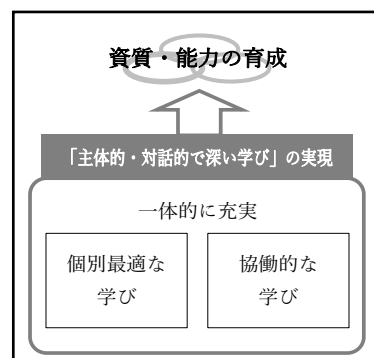 資質・能力の育成
「主体的・対話的で深い学び」の実現
一体的に充実
個別最適な
学び
協働的な
学び